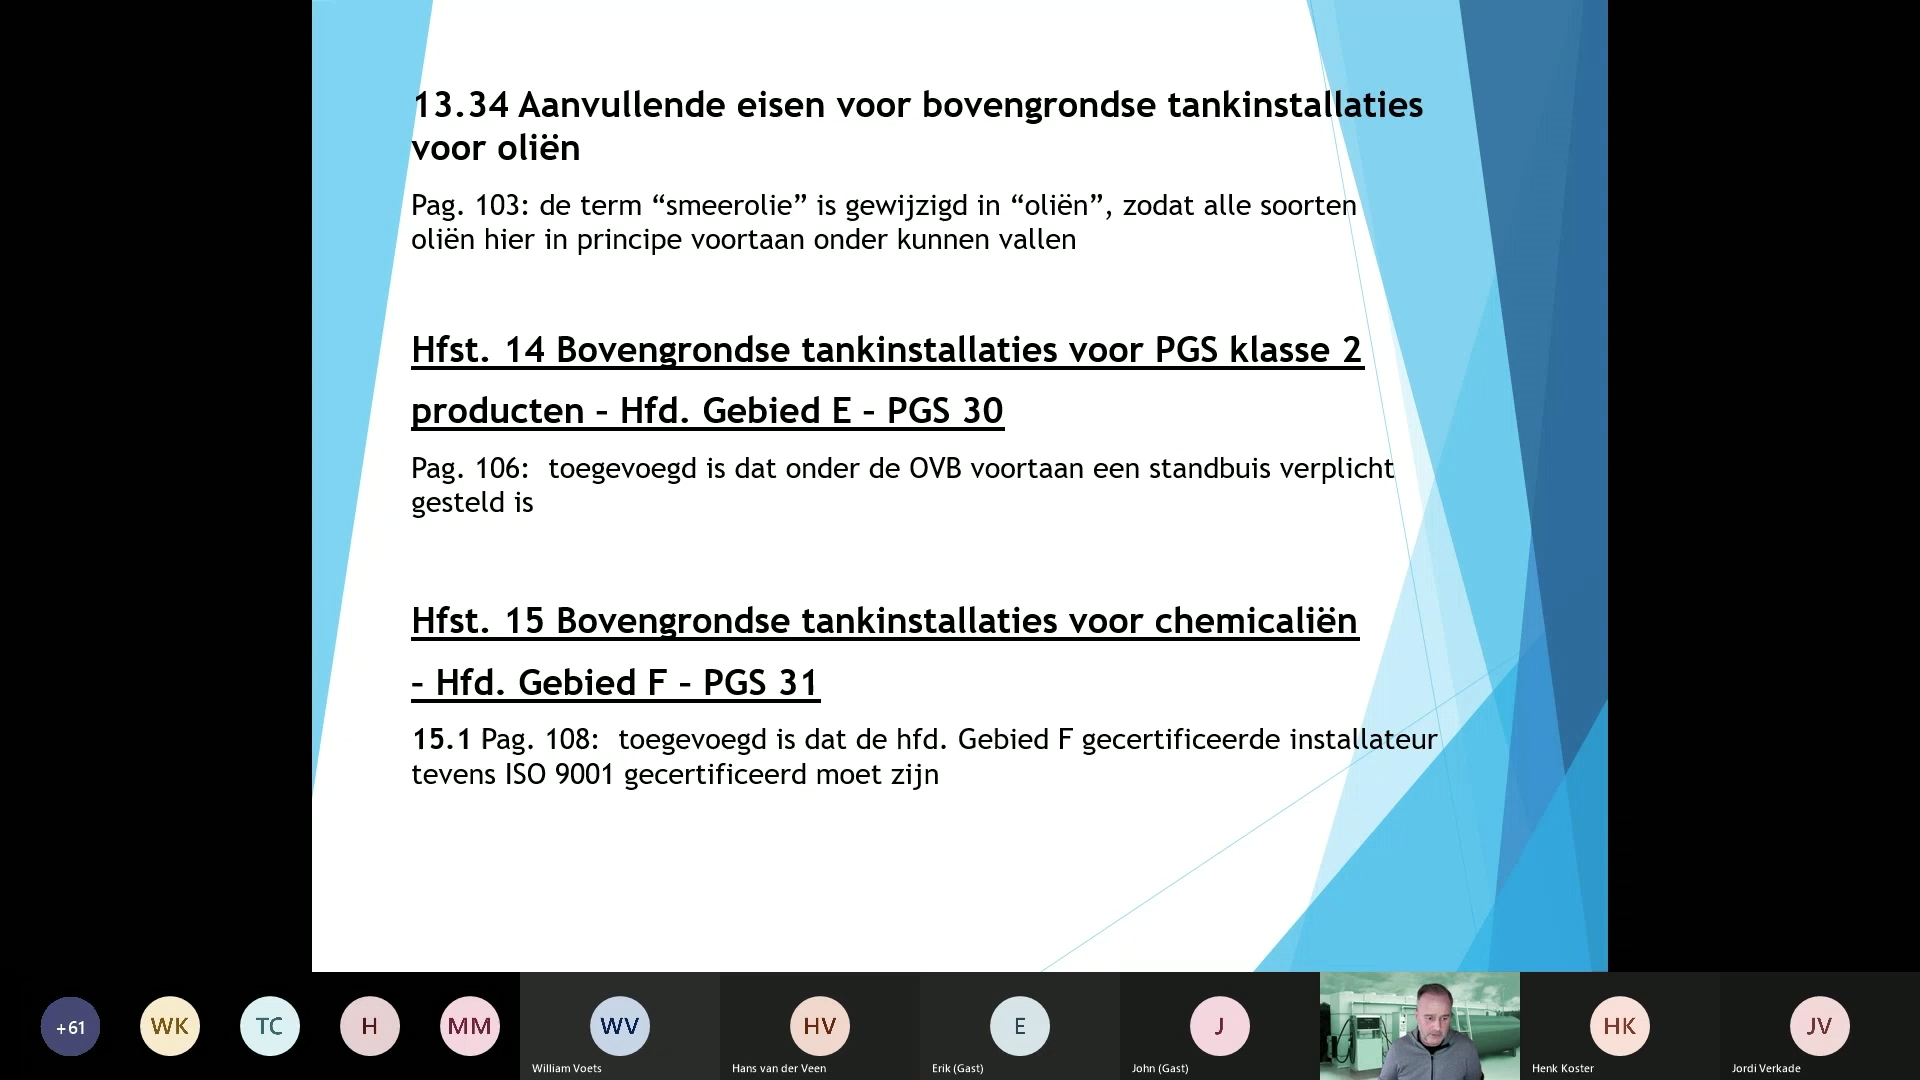 13.34 Aanvullende eisen voor bovengrondse tankinstallaties
voor oliën
Pag. 103: de term “smeerolie” is gewijzigd in “oliën”, zodat alle soorten
oliën hier in principe voortaan onder kunnen vallen
Hfst. 14 Bovengrondse tankinstallaties voor PGS klasse 2
producten – Hfd. Gebied E – PGS 30
Pag. 106:  toegevoegd is dat onder de OVB voortaan een standbuis verplicht
gesteld is
Hfst. 15 Bovengrondse tankinstallaties voor chemicaliën
– Hfd. Gebied F – PGS 31
15.1 Pag. 108:  toegevoegd is dat de hfd. Gebied F gecertificeerde installateur
tevens ISO 9001 gecertificeerd moet zijn
+61 WK TC H MM WV HV E J HK JV
William Voets Hans van der Veen Erik (Gast) John (Gast) Henk Koster Jordi Verkade